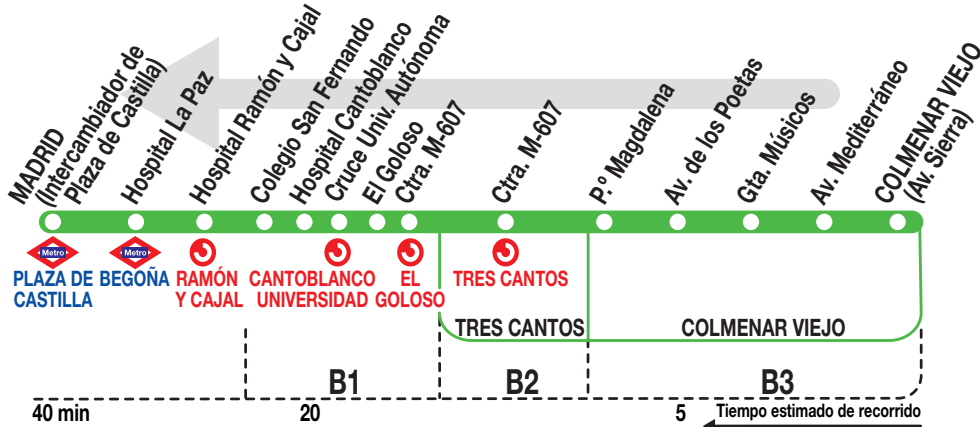 MADRID
(Intercambiador de
Plaza de Castilla)
Hospital La Paz
Hospital Ramón y Cajal
Colegio San Fernando
Hospital Cantoblanco
Cruce Univ. Autónoma
El Goloso
Ctra. M-607
Ctra. M-607
P.º Magdalena
Av. de los Poetas
Gta. Músicos
Av. Mediterráneo
COLMENAR VIEJO
(Av. Sierra)
Metro
PLAZA DE
CASTILLA
Metro
BEGOÑA
RAMÓN
Y CAJAL
CANTOBLANCO
UNIVERSIDAD
EL
GOLOSO
TRES CANTOS
TRES CANTOS
COLMENAR VIEJO
B1
B2
B3
40 min
20
5
Tiempo estimado de recorrido